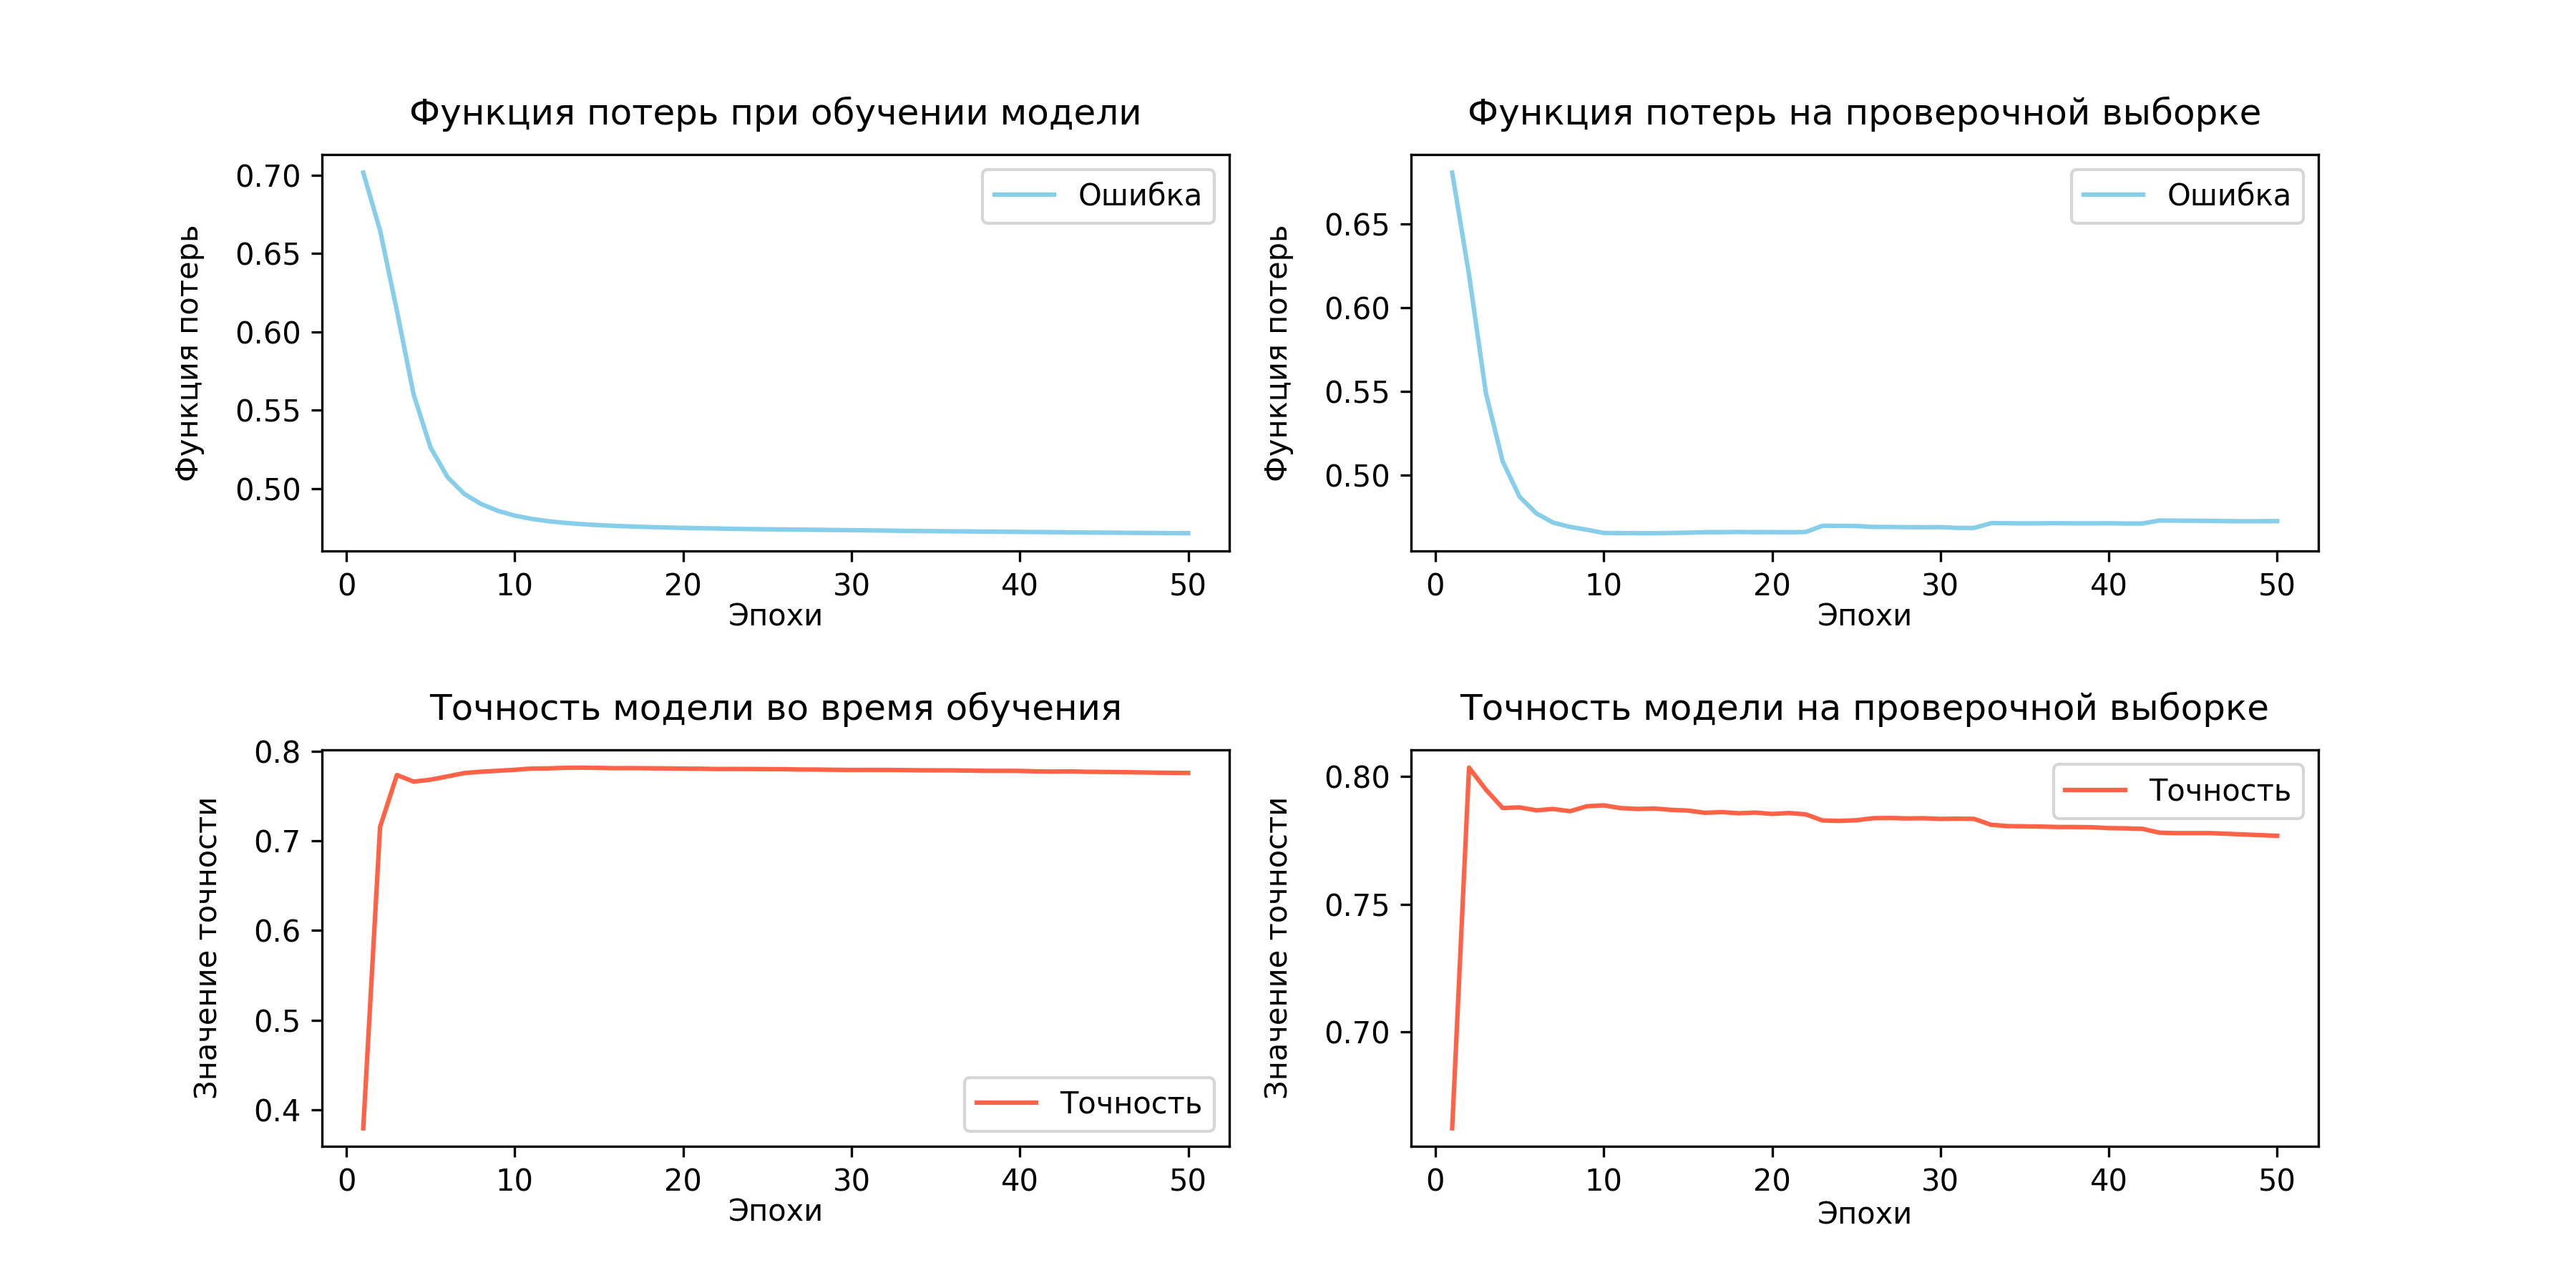 Функция потерь при обучении модели
Функция потерь
0.70
0.65
0.60
0.55
0.50
Ошибка
0 10 20 30 40 50
Эпохи
Функция потерь на проверочной выборке
Функция потерь
0.65
0.60
0.55
0.50
Ошибка
0 10 20 30 40 50
Эпохи
Точность модели во время обучения
Значение точности
0.8
0.7
0.6
0.5
0.4
Точность
0 10 20 30 40 50
Эпохи
Точность модели на проверочной выборке
Значение точности
0.80
0.75
0.70
Точность
0 10 20 30 40 50
Эпохи